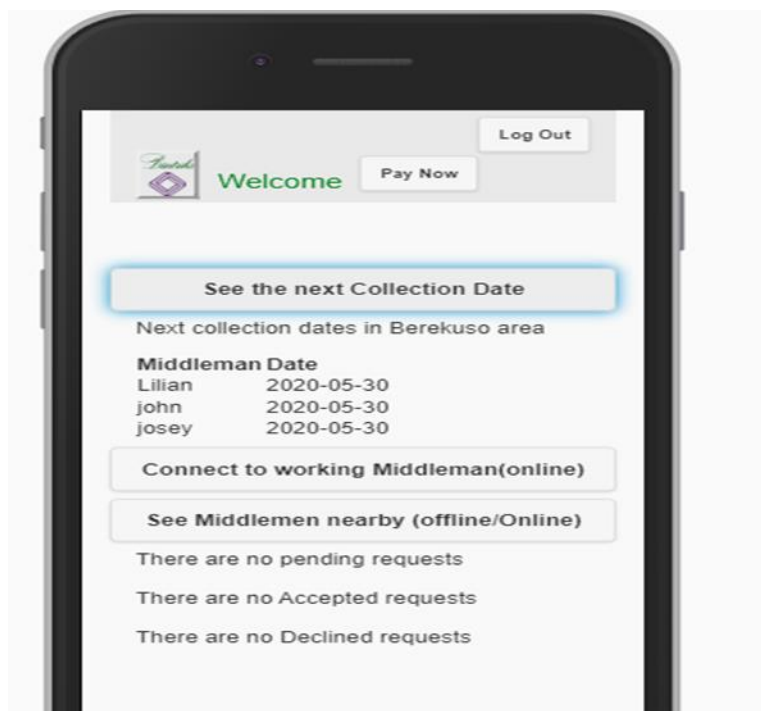 Log Out
Welcome
Pay Now
See the next Collection Date
Next collection dates in Berekuso area
Middleman Date
Lilian 2020-05-30
john 2020-05-30
josey 2020-05-30
Connect to working Middleman(online)
See Middlemen nearby (offline/Online)
There are no pending requests
There are no Accepted requests
There are no Declined requests